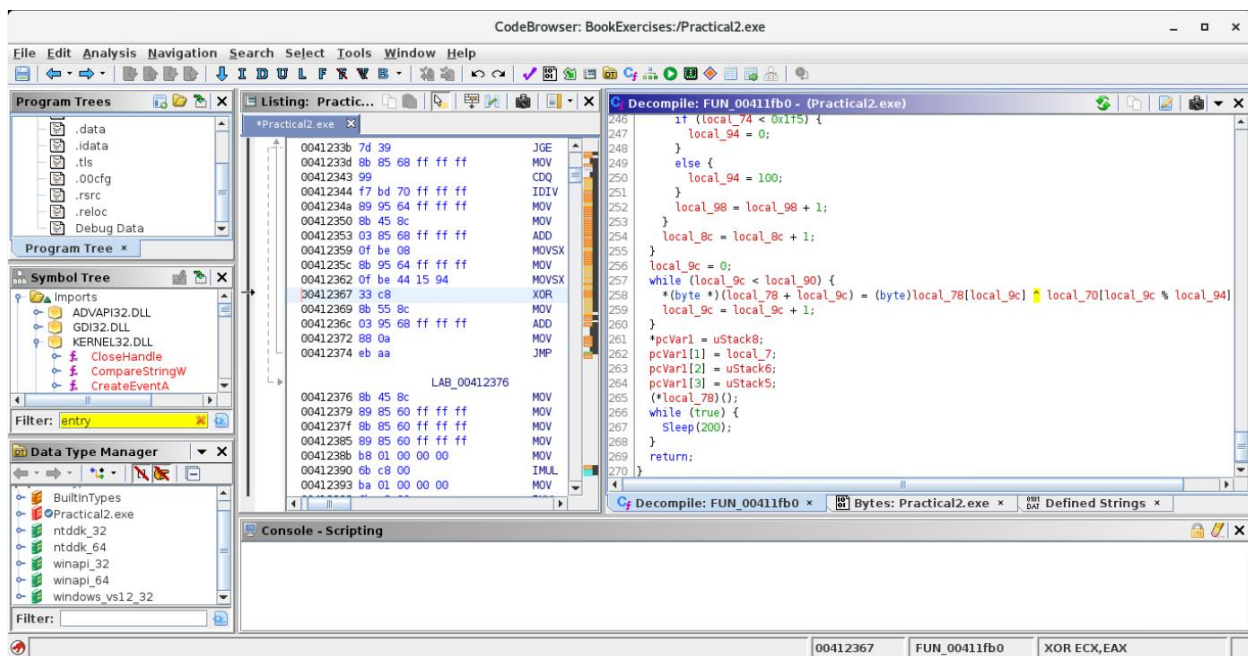 CodeBrowser: BookExercises:/Practical2.exe
File Edit Analysis Navigation Search Select Tools Window Help
I D U L F V B
Program Trees
.data
.idata
.tls
.00cfg
.rsrc
.reloc
Debug Data
Program Tree ×
Symbol Tree
Imports
ADVAPI32.DLL
GDI32.DLL
KERNEL32.DLL
CloseHandle
CompareStringW
CreateEventA
Filter: entry
Data Type Manager
BuiltInTypes
Practical2.exe
ntddk_32
ntddk_64
winapi_32
winapi_64
windows_vs12_32
Filter:
Listing: Practic...
*Practical2.exe
0041233b 7d 39 JGE
0041233d 8b 85 68 ff ff ff MOV
00412343 99 CDQ
00412344 f7 bd 70 ff ff ff IDIV
0041234a 89 95 64 ff ff ff MOV
00412350 8b 45 8c MOV
00412353 03 85 68 ff ff ff ADD
00412359 0f be 08 MOVSX
0041235c 8b 95 64 ff ff ff MOV
00412362 0f be 44 15 94 MOVSX
00412367 33 c8 XOR
00412369 8b 55 8c MOV
0041236c 03 95 68 ff ff ff ADD
00412372 88 0a MOV
00412374 eb aa JMP
LAB_00412376
00412376 8b 45 8c MOV
00412379 89 85 60 ff ff ff MOV
0041237f 8b 85 60 ff ff ff MOV
00412385 89 85 60 ff ff ff MOV
0041238b b8 01 00 00 00 MOV
00412390 6b c8 00 IMUL
00412393 ba 01 00 00 00 MOV
Decompile: FUN_00411fb0 - (Practical2.exe)
246 if (local_74 < 0x1f5) {
247 local_94 = 0;
248 }
249 else {
250 local_94 = 100;
251 }
252 local_98 = local_98 + 1;
253 }
254 local_8c = local_8c + 1;
255 }
256 local_9c = 0;
257 while (local_9c < local_90) {
258 *(byte *)(local_78 + local_9c) = (byte)local_78[local_9c] ^ local_70[local_9c % local_94]
259 local_9c = local_9c + 1;
260 }
261 *pcVar1 = uStack8;
262 pcVar1[1] = local_7;
263 pcVar1[2] = uStack6;
264 pcVar1[3] = uStack5;
265 (*local_78)();
266 while (true) {
267 Sleep(200);
268 }
269 return;
270 }
Decompile: FUN_00411fb0 ×
Bytes: Practical2.exe ×
Defined Strings ×
Console - Scripting
00412367
FUN_00411fb0
XOR ECX,EAX